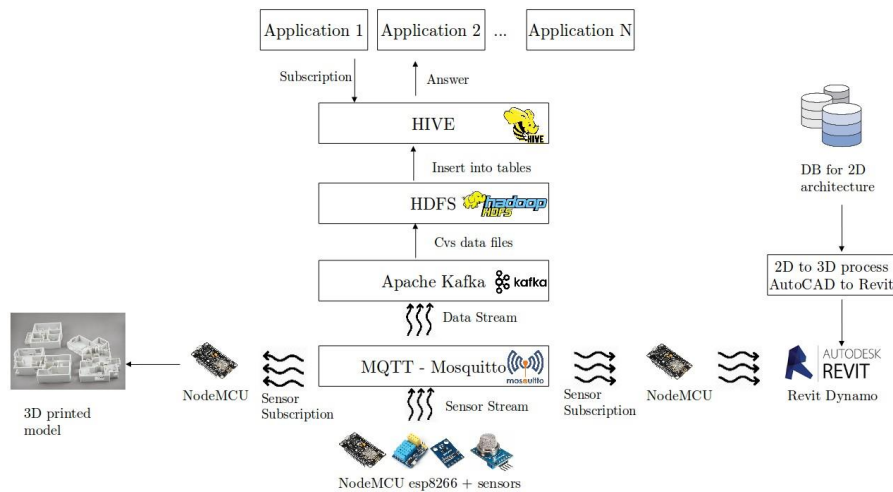 Application 1
Application 2
...
Application N
Subscription
Answer
HIVE
HIVE
Insert into tables
DB for 2D
architecture
HDFS
hadoop
HDFS
Cvs data files
2D to 3D process
AutoCAD to Revit
Apache Kafka
kafka
Data Stream
MQTT - Mosquitto
mosquitto
AUTODESK
REVIT
Revit Dynamo
NodeMCU
Sensor
Subscription
Sensor Stream
Sensor
Subscription
NodeMCU
3D printed
model
NodeMCU esp8266 + sensors